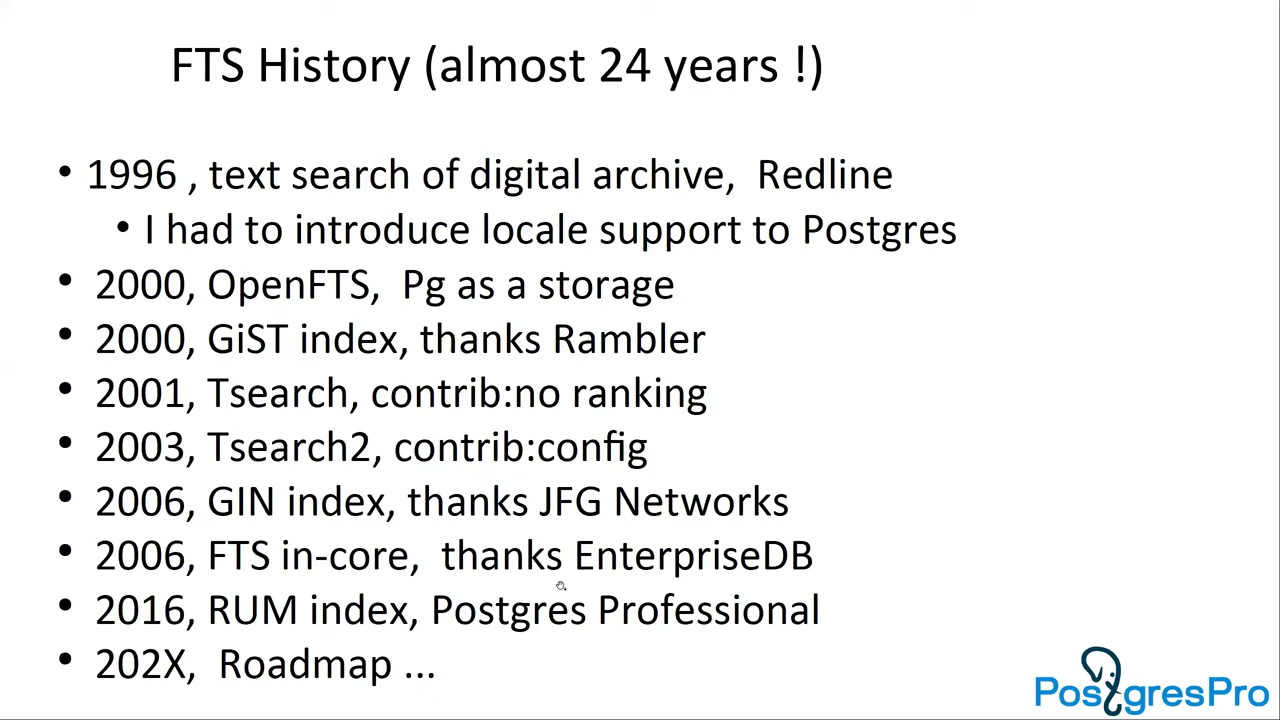 FTS History (almost 24 years !)
• 1996 , text search of digital archive, Redline
• I had to introduce locale support to Postgres
• 2000, OpenFTS, Pg as a storage
• 2000, GiST index, thanks Rambler
• 2001, Tsearch, contrib:no ranking
• 2003, Tsearch2, contrib:config
• 2006, GIN index, thanks JFG Networks
• 2006, FTS in-core, thanks EnterpriseDB
• 2016, RUM index, Postgres Professional
• 202X, Roadmap ...
PostgresPro